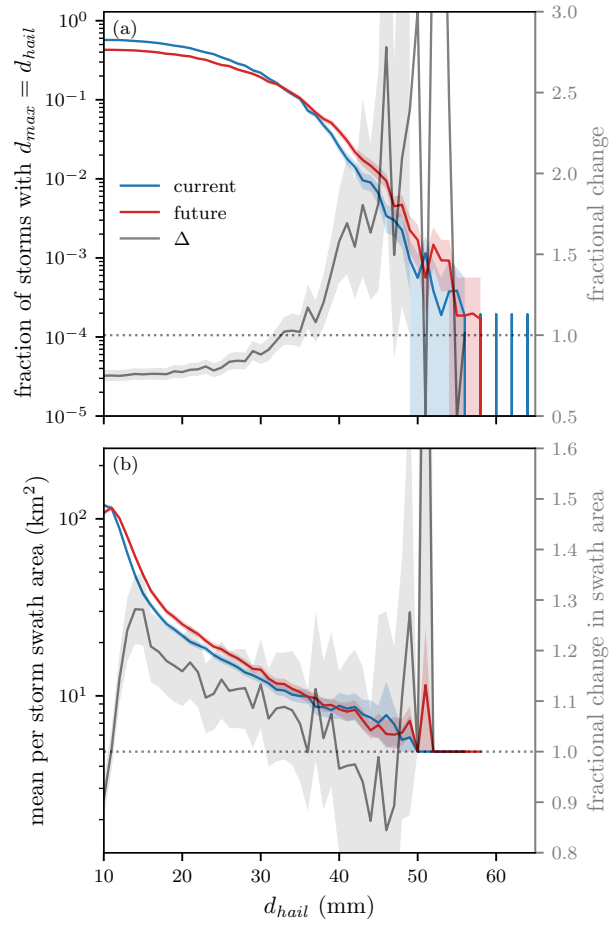 (a)
fraction of storms with d_max = d_hail
10^0
10^-1
10^-2
10^-3
10^-4
10^-5
current
future
Δ
3.0
2.5
2.0
1.5
1.0
0.5
fractional change
(b)
mean per storm swath area (km^2)
10^2
10^1
1.6
1.5
1.4
1.3
1.2
1.1
1.0
0.9
0.8
fractional change in swath area
10 20 30 40 50 60
d_hail (mm)